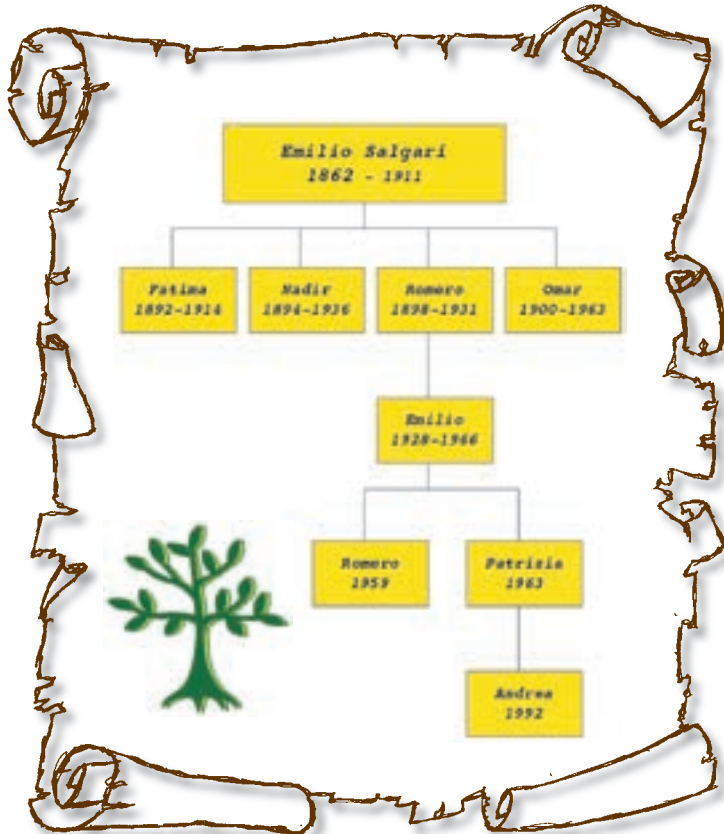 Emilio Salgari
1862 - 1911
Fatima
1892-1914
Nadir
1894-1936
Romero
1898-1931
Omar
1900-1963
Emilio
1928-1966
Romero
1959
Patrizia
1963
Andrea
1992